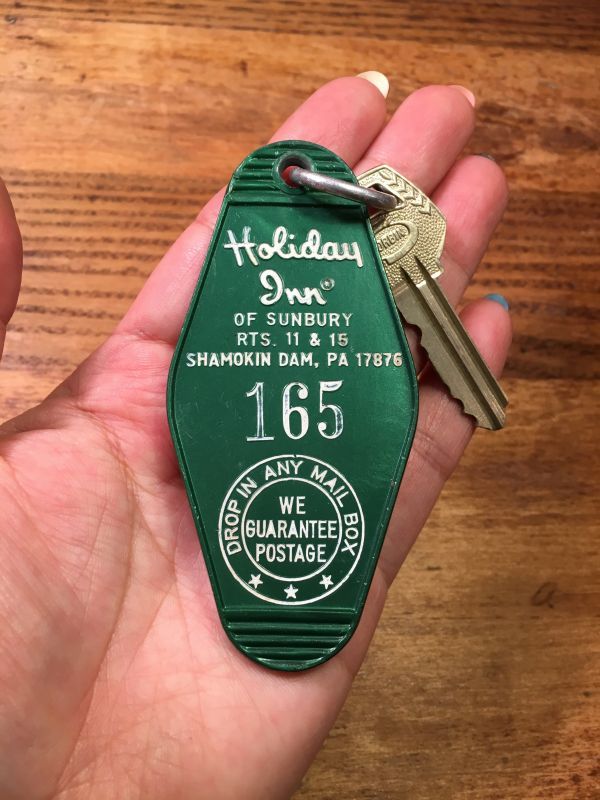 Holiday
Inn®
OF SUNBURY
RTS. 11 & 15
SHAMOKIN DAM, PA 17876
165
DROP IN ANY MAIL BOX
WE
GUARANTEE
POSTAGE